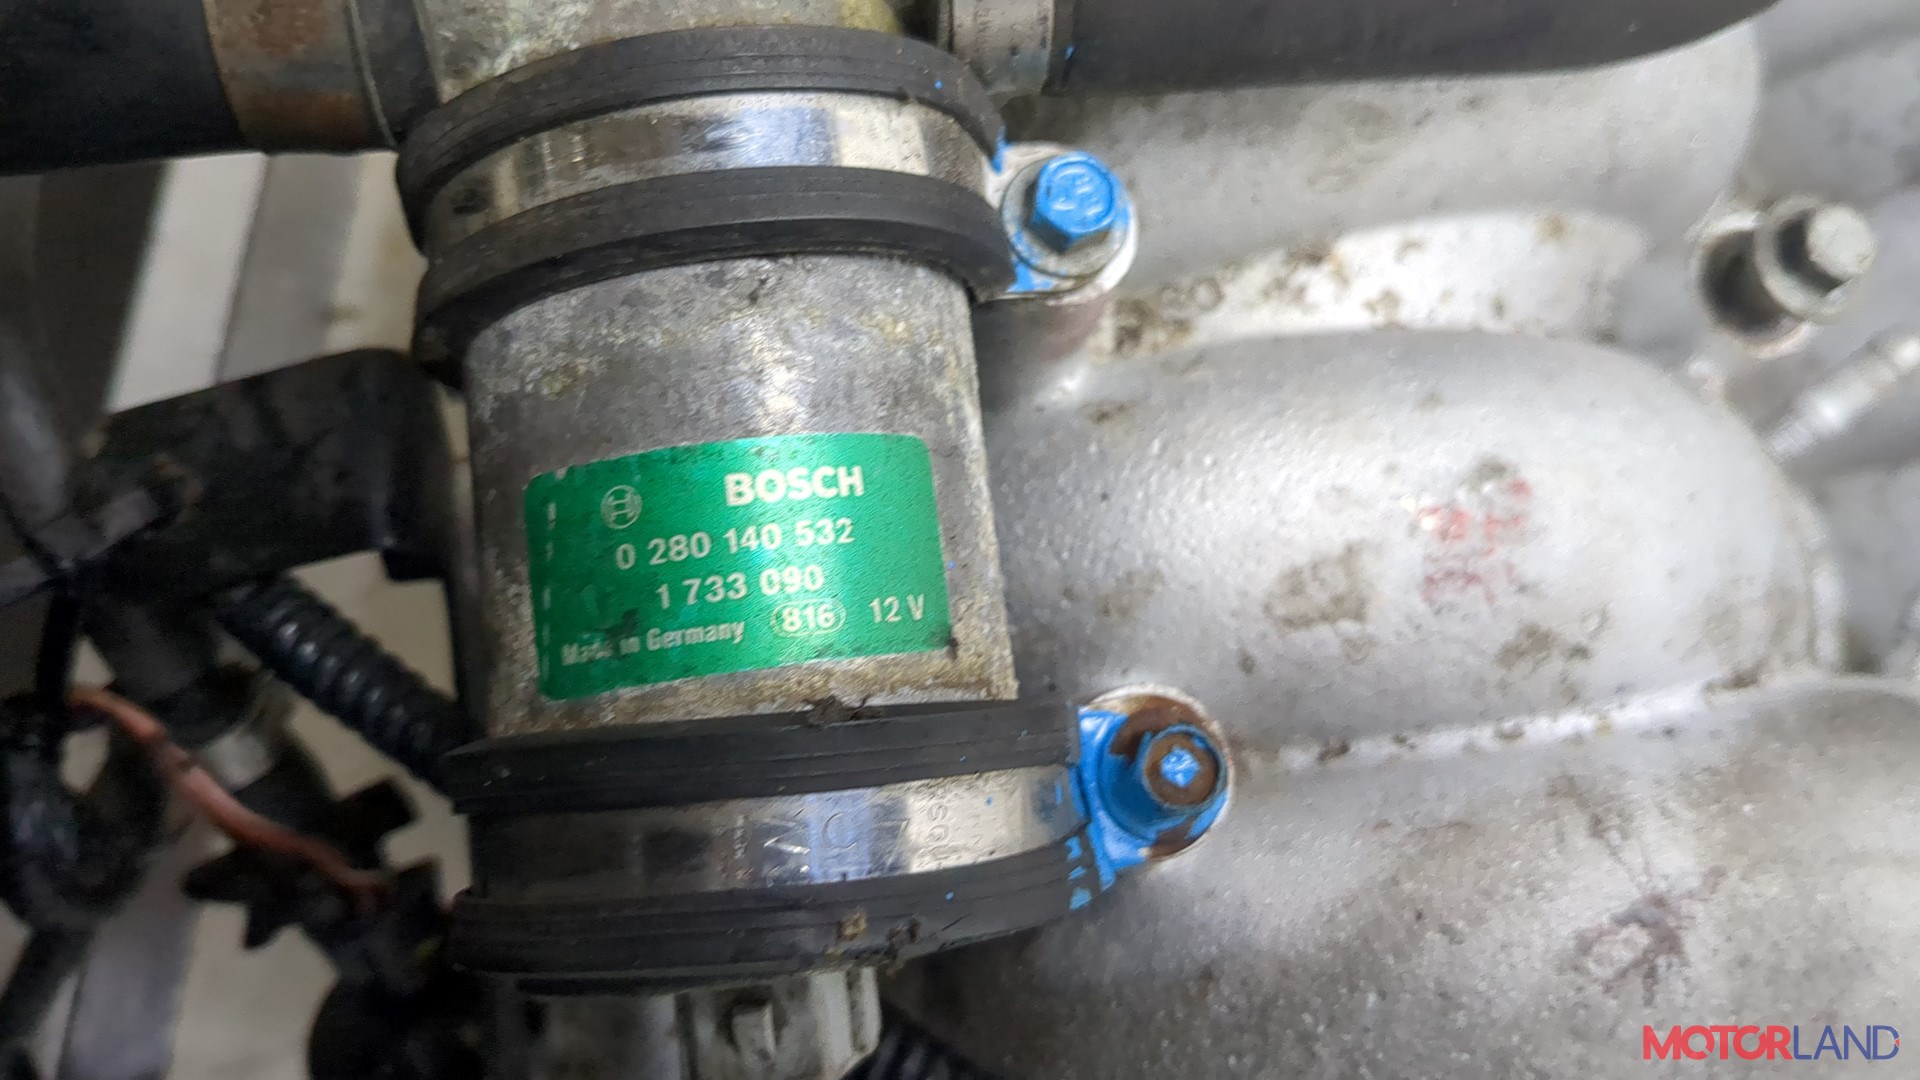 BOSCH
0 280 140 532
1 733 090
Made in Germany 816 12 V
MOTORLAND